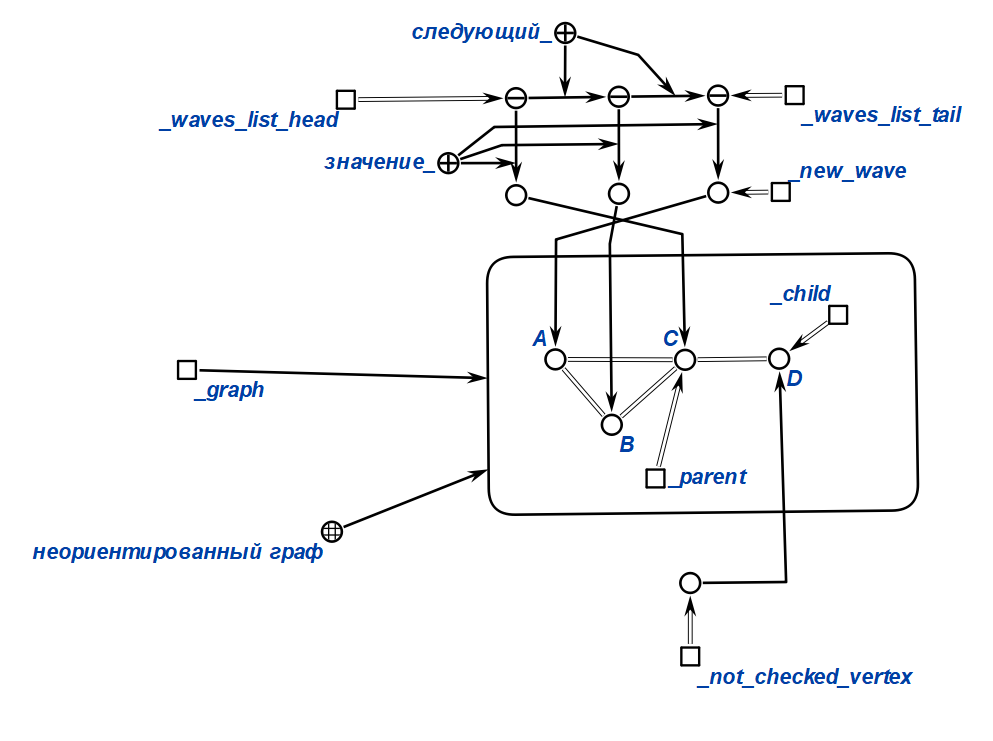 следующий_
_waves_list_head
_waves_list_tail
значение_
_new_wave
_child
A
C
D
_graph
B
_parent
неориентированный граф
_not_checked_vertex